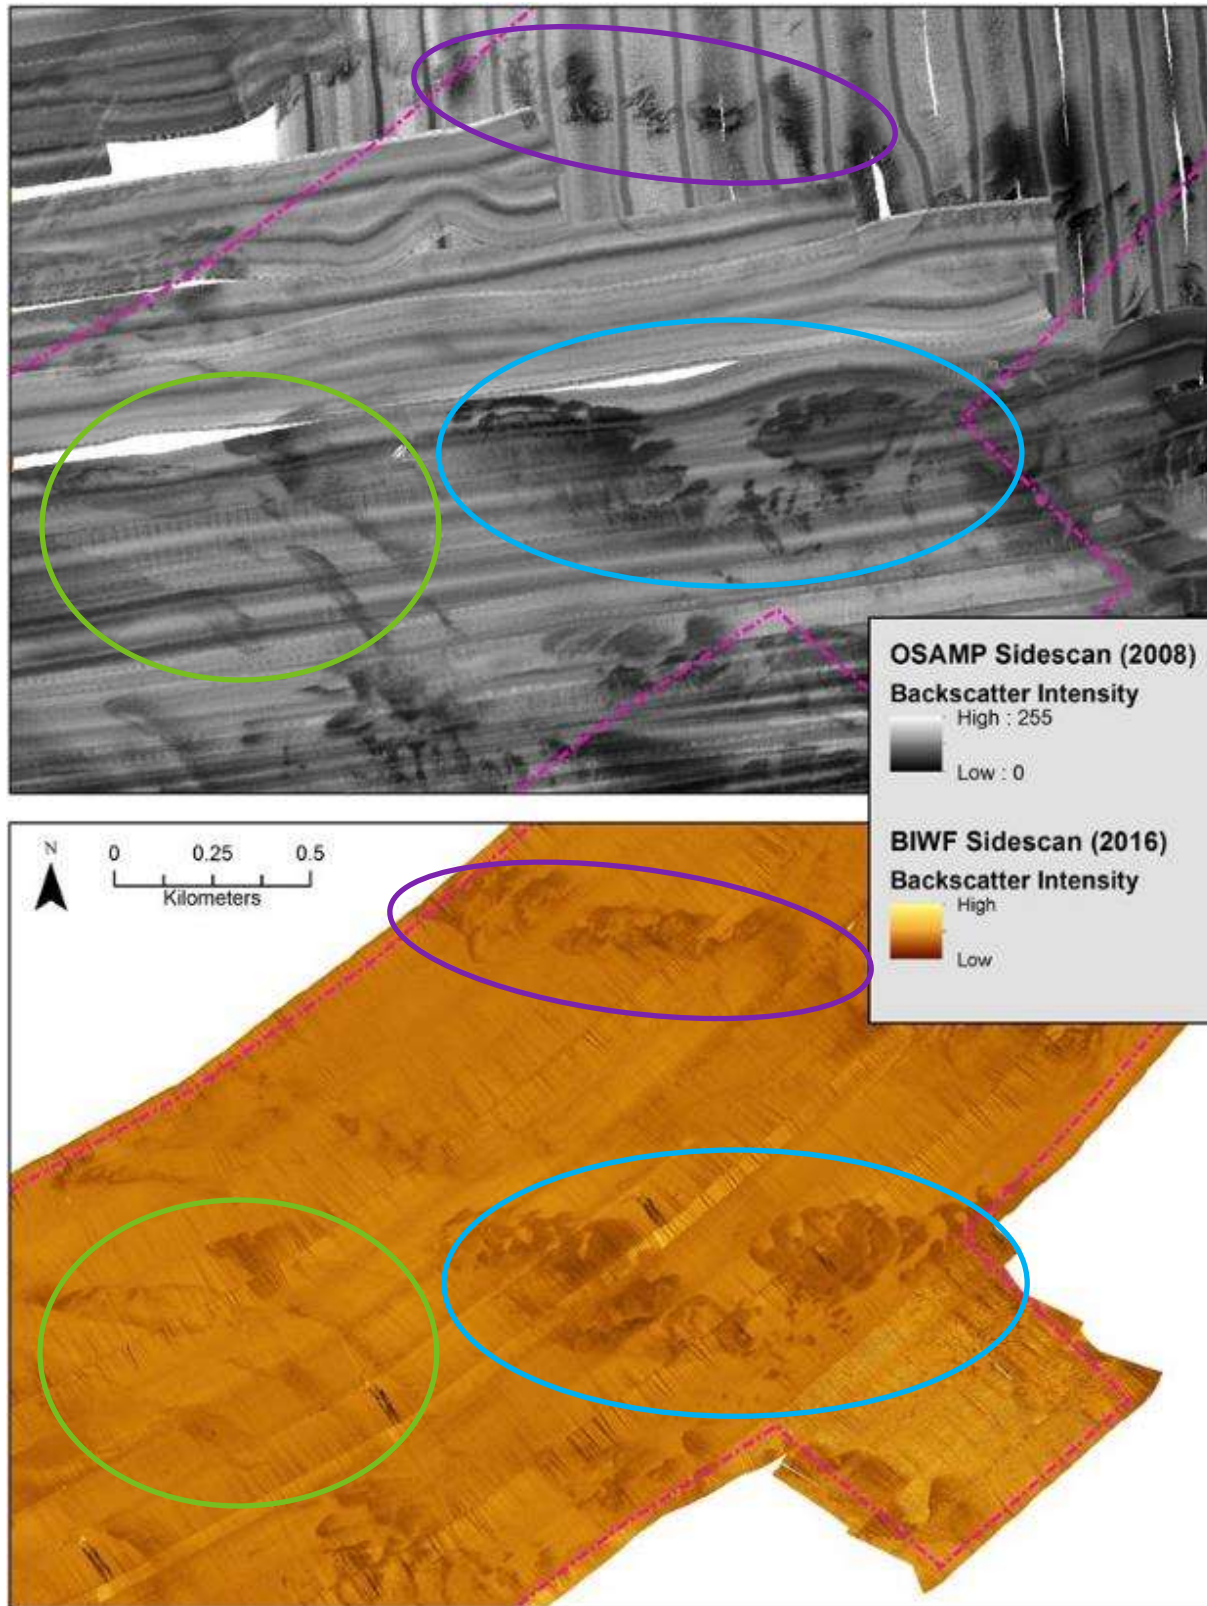 OSAMP Sidescan (2008)
Backscatter Intensity
High : 255
Low : 0
N
0 0.25 0.5
Kilometers
BIWF Sidescan (2016)
Backscatter Intensity
High
Low